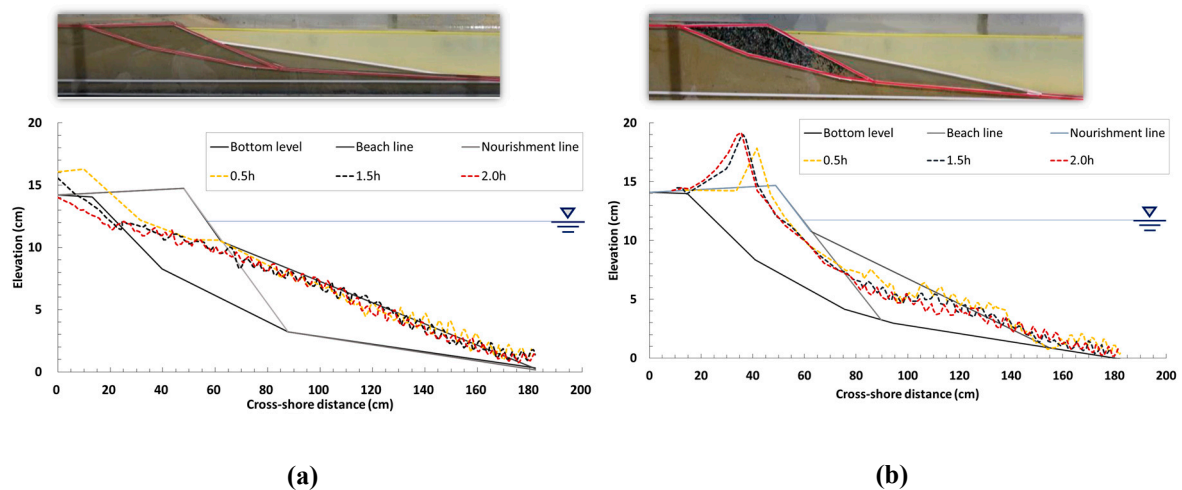 Bottom level Beach line Nourishment line
0.5h 1.5h 2.0h
20
15
10
5
0
Elevation (cm)
0 20 40 60 80 100 120 140 160 180 200
Cross-shore distance (cm)
(a)
Bottom level Beach line Nourishment line
0.5h 1.5h 2.0h
20
15
10
5
0
Elevation (cm)
0 20 40 60 80 100 120 140 160 180 200
Cross-shore distance (cm)
(b)